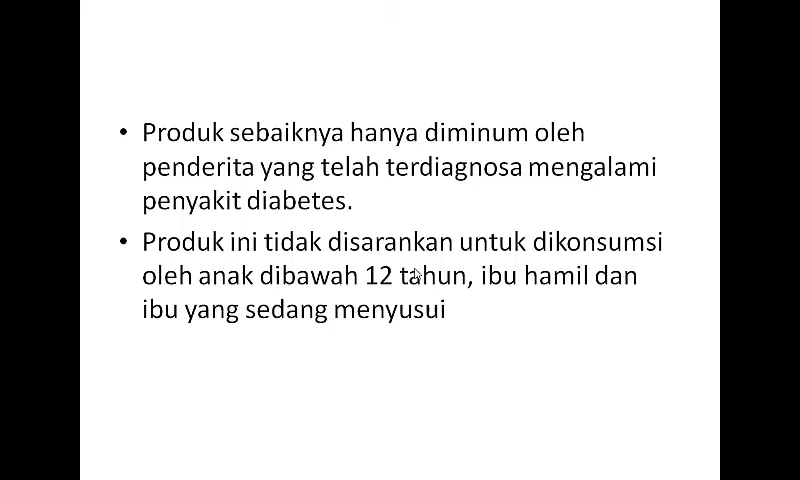 • Produk sebaiknya hanya diminum oleh
penderita yang telah terdiagnosa mengalami
penyakit diabetes.
• Produk ini tidak disarankan untuk dikonsumsi
oleh anak dibawah 12 tahun, ibu hamil dan
ibu yang sedang menyusui